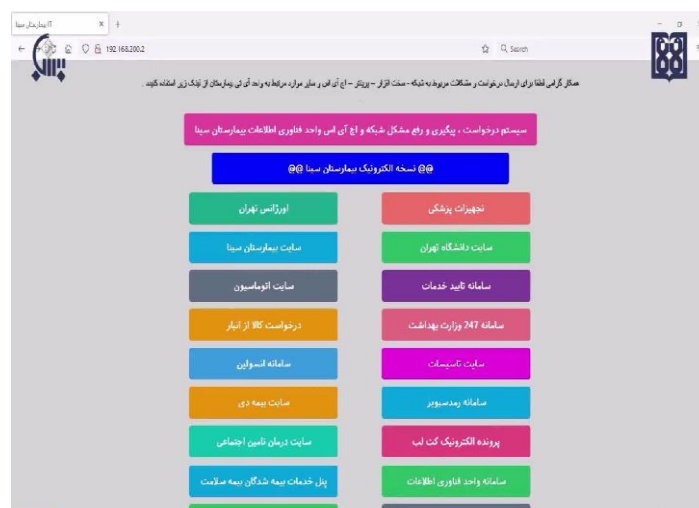 IT بیمارستان سینا
192.168.200.2
Search
همکار گرامی لطفا برای ارسال درخواست و مشکلات مربوط به شبکه - سخت افزار - پرینتر - اچ آی اس و سایر موارد مرتبط به واحد آی تی بیمارستان از لینک زیر استفاده کنید .
سیستم درخواست ، پیگیری و رفع مشکل شبکه و اچ آی اس واحد فناوری اطلاعات بیمارستان سینا
@@ نسخه الکترونیک بیمارستان سینا @@
تجهیزات پزشکی
اورژانس تهران
سایت دانشگاه تهران
سایت بیمارستان سینا
سامانه تایید خدمات
سایت اتوماسیون
سامانه 247 وزارت بهداشت
درخواست کالا از انبار
سایت تاسیسات
سامانه انسولین
سامانه رمدسیویر
سایت بیمه دی
پرونده الکترونیک کت لب
سایت درمان تامین اجتماعی
سامانه واحد فناوری اطلاعات
پنل خدمات بیمه شدگان بیمه سلامت